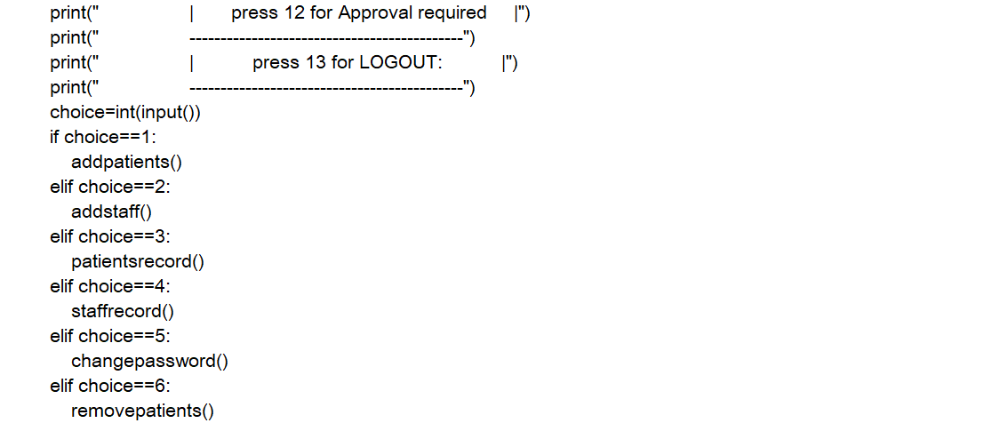 print("                 |       press 12 for Approval required     |")
print("                 --------------------------------------------")
print("                 |           press 13 for LOGOUT:           |")
print("                 --------------------------------------------")
choice=int(input())
if choice==1:
    addpatients()
elif choice==2:
    addstaff()
elif choice==3:
    patientsrecord()
elif choice==4:
    staffrecord()
elif choice==5:
    changepassword()
elif choice==6:
    removepatients()